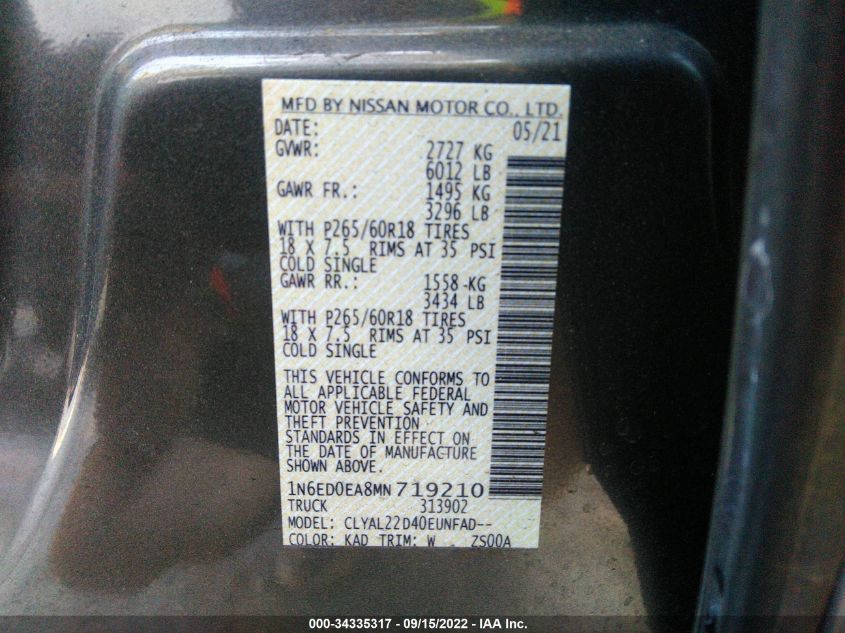 MFD BY NISSAN MOTOR CO., LTD.
DATE: 05/21
GVWR: 2727 KG
6012 LB
GAWR FR.: 1495 KG
3296 LB
WITH P265/60R18 TIRES
18 X 7.5 RIMS AT 35 PSI
COLD SINGLE
GAWR RR.: 1558 KG
3434 LB
WITH P265/60R18 TIRES
18 X 7.5 RIMS AT 35 PSI
COLD SINGLE
THIS VEHICLE CONFORMS TO
ALL APPLICABLE FEDERAL
MOTOR VEHICLE SAFETY AND
THEFT PREVENTION
STANDARDS IN EFFECT ON
THE DATE OF MANUFACTURE
SHOWN ABOVE.
1N6ED0EA8MN719210
TRUCK 313902
MODEL: CLYAL22D40EUNFAD--
COLOR: KAD TRIM: W ZS00A
000-34335317 - 09/15/2022 - IAA Inc.